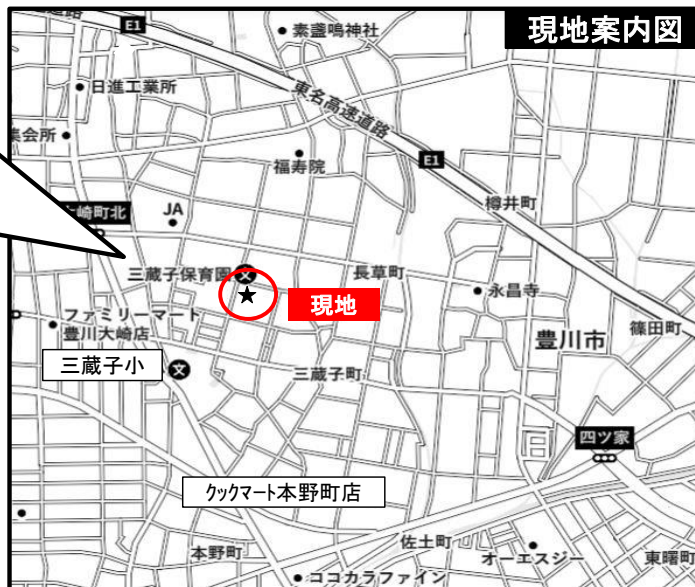 現地案内図
E1
素盞鳴神社
日進工業所
東名高速道路
集会所
福寿院
E1
樽井町
崎町北
JA
三蔵子保育園
文
長草町
永昌寺
現地
ファミリーマート
豊川大崎店
豊川市
篠田町
三蔵子小
文
三蔵子町
四ツ家
クックマート本野町店
本野町
佐土町
オーエスジー
東曙町
ココカラファイン